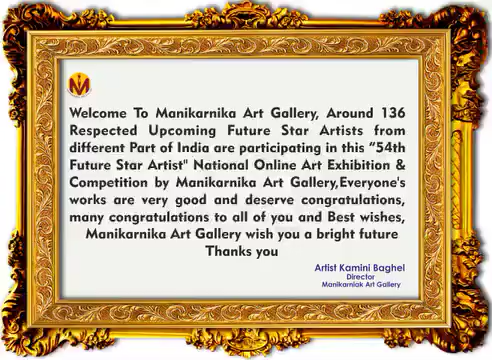 M
Welcome To Manikarnika Art Gallery, Around 136
Respected Upcoming Future Star Artists from
different Part of India are participating in this “54th
Future Star Artist" National Online Art Exhibition &
Competition by Manikarnika Art Gallery,Everyone's
works are very good and deserve congratulations,
many congratulations to all of you and Best wishes,
Manikarnika Art Gallery wish you a bright future
Thank you
Artist Kamini Baghel
Director
Manikarniak Art Gallery